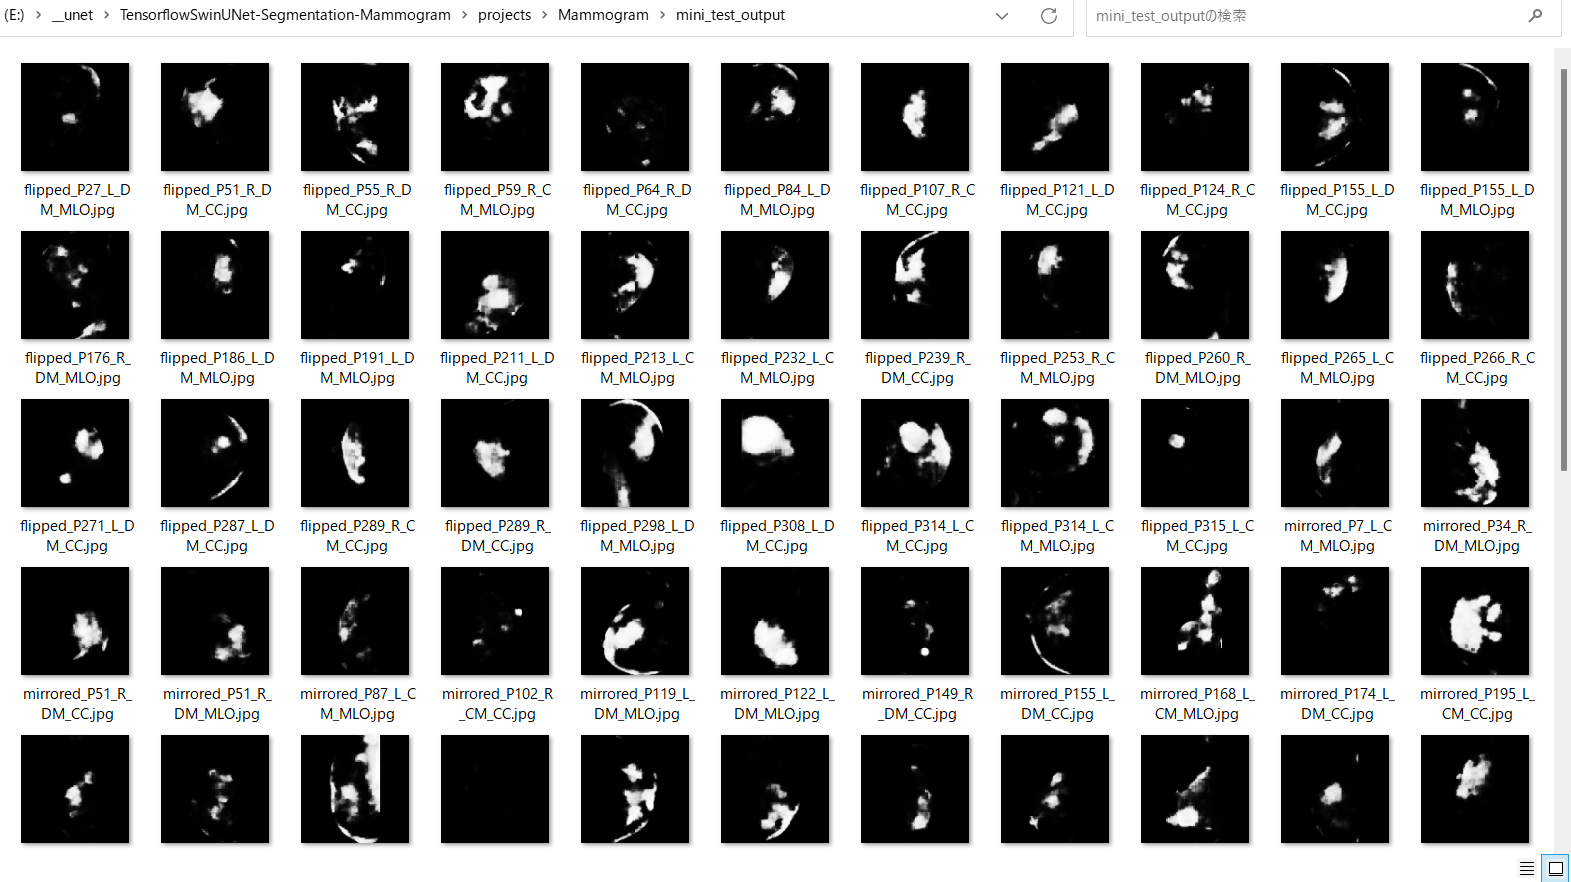 (E:) > __unet > TensorflowSwinUNet-Segmentation-Mammogram > projects > Mammogram > mini_test_output
mini_test_outputの検索
flipped_P27_L_D
M_MLO.jpg
flipped_P51_R_D
M_CC.jpg
flipped_P55_R_D
M_CC.jpg
flipped_P59_R_C
M_MLO.jpg
flipped_P64_R_D
M_CC.jpg
flipped_P84_L_D
M_MLO.jpg
flipped_P107_R_C
M_CC.jpg
flipped_P121_L_D
M_CC.jpg
flipped_P124_R_C
M_CC.jpg
flipped_P155_L_D
M_CC.jpg
flipped_P155_L_D
M_MLO.jpg
flipped_P176_R_
DM_MLO.jpg
flipped_P186_L_D
M_MLO.jpg
flipped_P191_L_D
M_MLO.jpg
flipped_P211_L_D
M_CC.jpg
flipped_P213_L_C
M_MLO.jpg
flipped_P232_L_C
M_MLO.jpg
flipped_P239_R_
DM_CC.jpg
flipped_P253_R_C
M_MLO.jpg
flipped_P260_R_
DM_MLO.jpg
flipped_P265_L_C
M_MLO.jpg
flipped_P266_R_C
M_CC.jpg
flipped_P271_L_D
M_CC.jpg
flipped_P287_L_D
M_CC.jpg
flipped_P289_R_C
M_CC.jpg
flipped_P289_R_
DM_CC.jpg
flipped_P298_L_D
M_MLO.jpg
flipped_P308_L_D
M_CC.jpg
flipped_P314_L_C
M_CC.jpg
flipped_P314_L_C
M_MLO.jpg
flipped_P315_L_C
M_CC.jpg
mirrored_P7_L_C
M_MLO.jpg
mirrored_P34_R_
DM_MLO.jpg
mirrored_P51_R_
DM_CC.jpg
mirrored_P51_R_
DM_MLO.jpg
mirrored_P87_L_C
M_MLO.jpg
mirrored_P102_R
_CM_CC.jpg
mirrored_P119_L_
DM_MLO.jpg
mirrored_P122_L_
DM_MLO.jpg
mirrored_P149_R
_DM_CC.jpg
mirrored_P155_L_
DM_CC.jpg
mirrored_P168_L_
CM_MLO.jpg
mirrored_P174_L_
DM_CC.jpg
mirrored_P195_L_
CM_CC.jpg